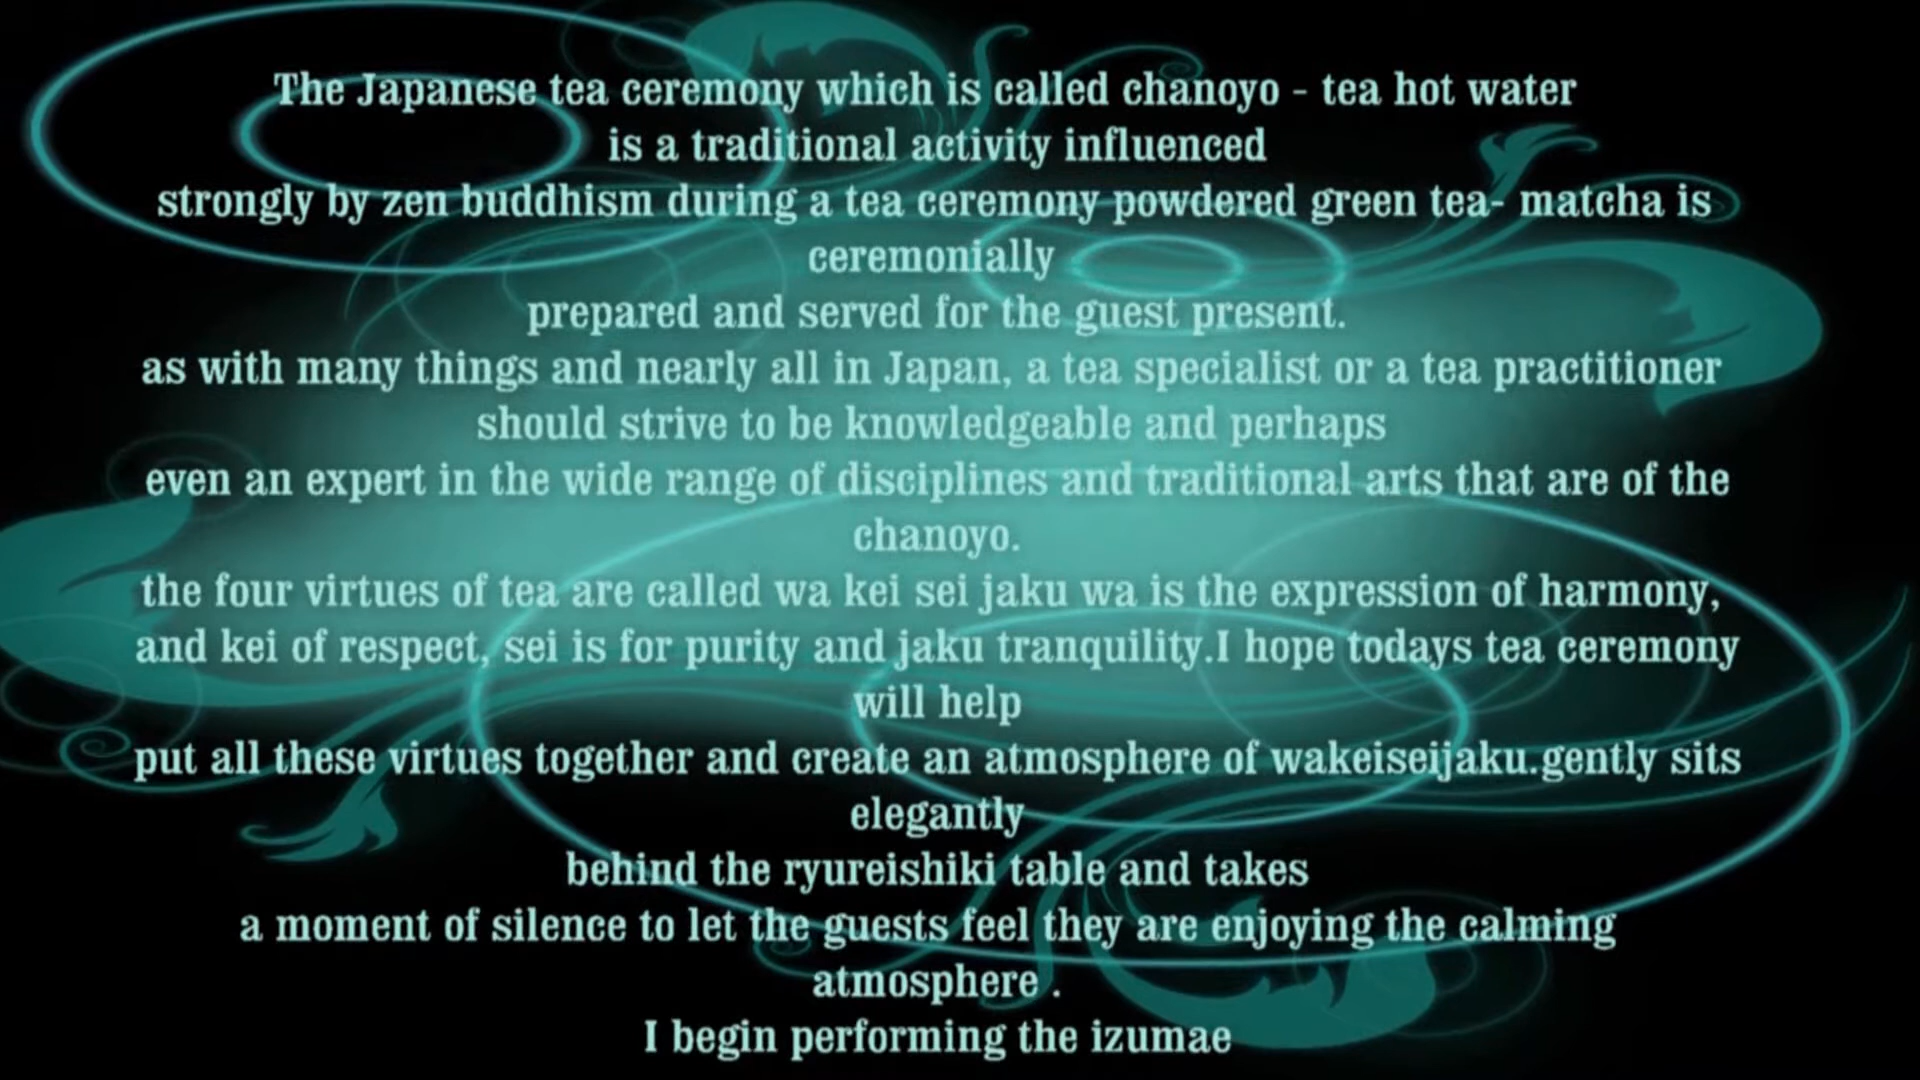 The Japanese tea ceremony which is called chanoyo - tea hot water
is a traditional activity influenced
strongly by zen buddhism during a tea ceremony powdered green tea- matcha is
ceremonially
prepared and served for the guest present.
as with many things and nearly all in Japan, a tea specialist or a tea practitioner
should strive to be knowledgeable and perhaps
even an expert in the wide range of disciplines and traditional arts that are of the
chanoyo.
the four virtues of tea are called wa kei sei jaku wa is the expression of harmony,
and kei of respect, sei is for purity and jaku tranquility.I hope todays tea ceremony
will help
put all these virtues together and create an atmosphere of wakeiseijaku.gently sits
elegantly
behind the ryureishiki table and takes
a moment of silence to let the guests feel they are enjoying the calming
atmosphere .
I begin performing the izumae